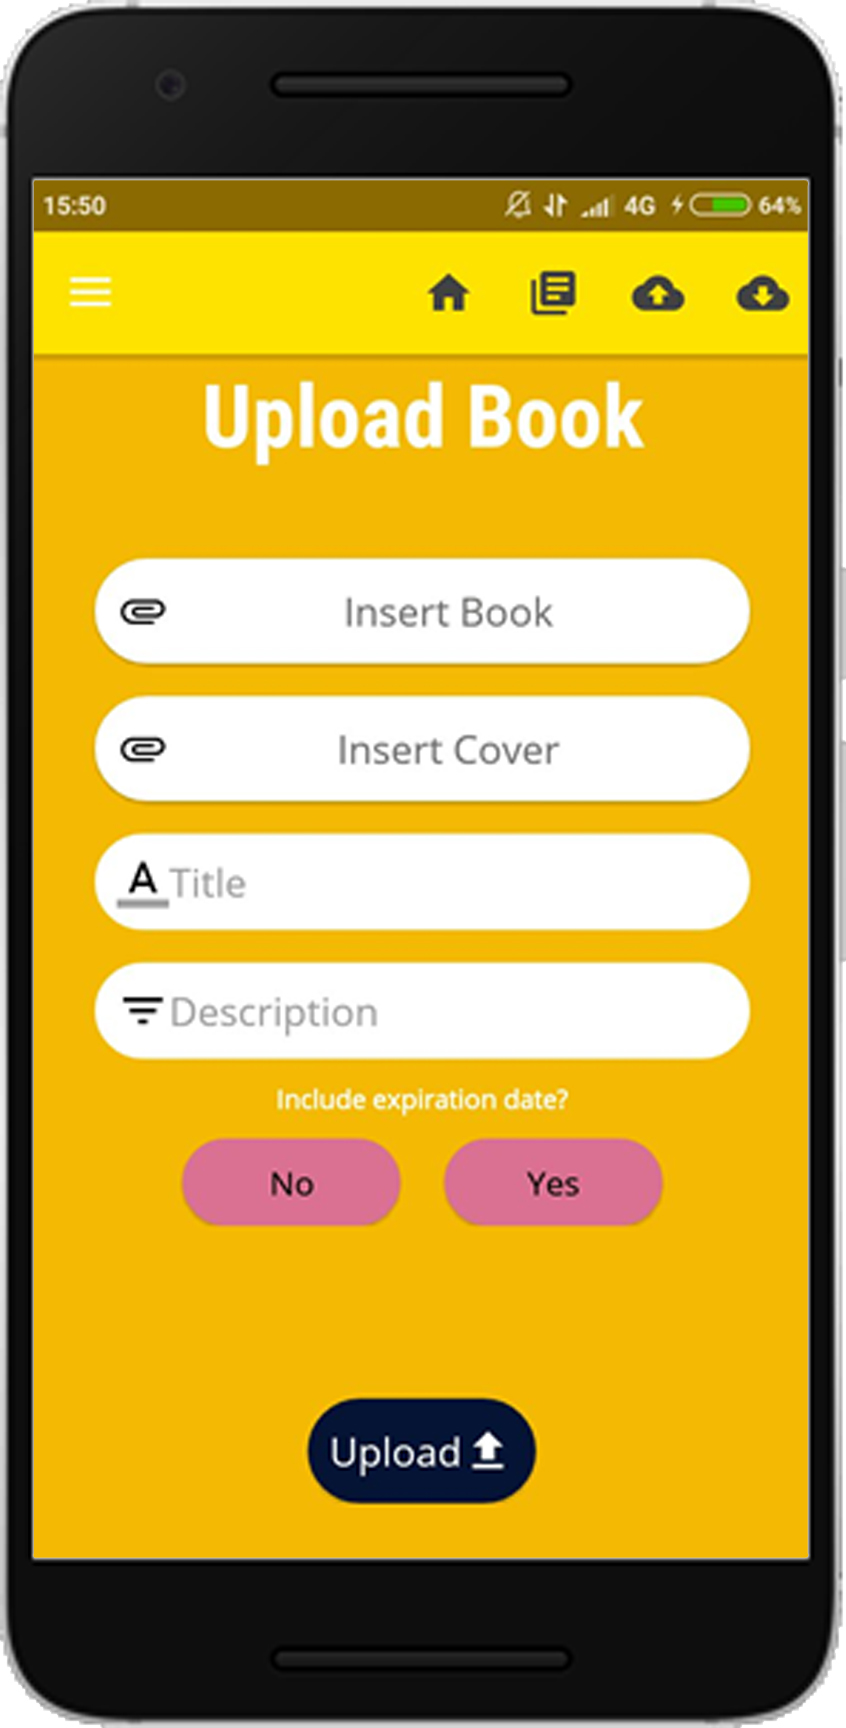 15:50 4G 64%
Upload Book
Insert Book
Insert Cover
A Title
Description
Include expiration date?
No Yes
Upload